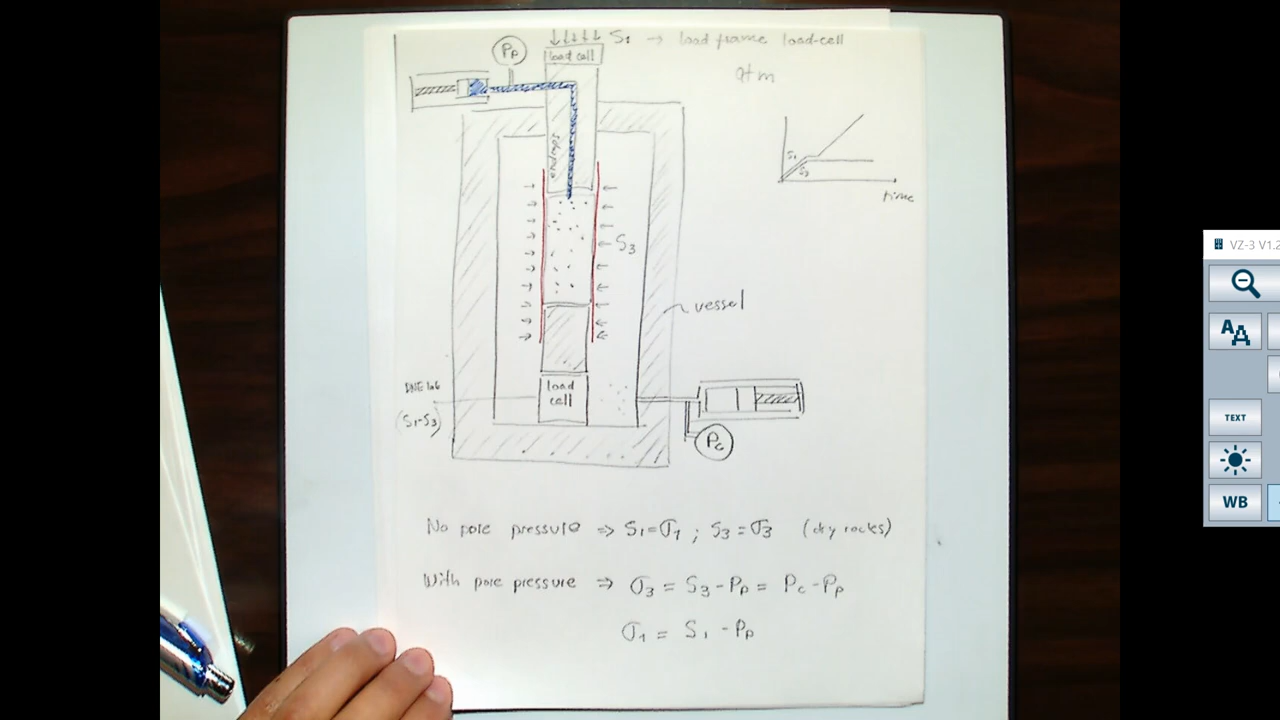 ↓↓↓↓↓ S1 → load frame load-cell
Pp
load cell
atm
endcaps
S1
S3
time
S3
vessel
load
cell
(S1-S3)
Pc
No pore pressure ⇒ S1=σ1 ; S3=σ3 (dry rocks)
With pore pressure ⇒ σ3 = S3-Pp = Pc-Pp
σ1 = S1 - Pp
VZ-3 V1.2
AA
TEXT
WB